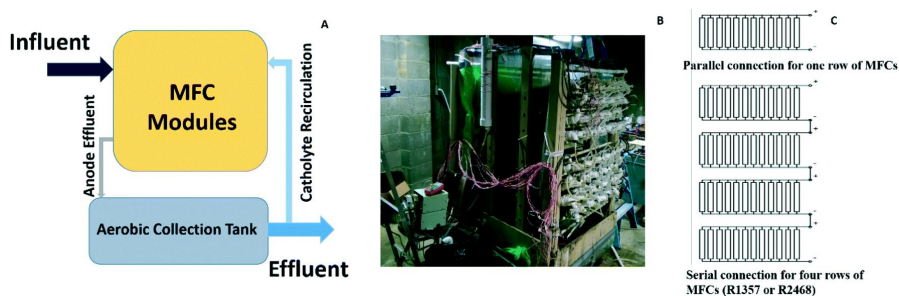 A
Influent
MFC
Modules
Anode Effluent
Catholyte Recirculation
Aerobic Collection Tank
Effluent
B
C
+
-
Parallel connection for one row of MFCs
+
-
+
-
+
-
+
-
Serial connection for four rows of
MFCs (R1357 or R2468)